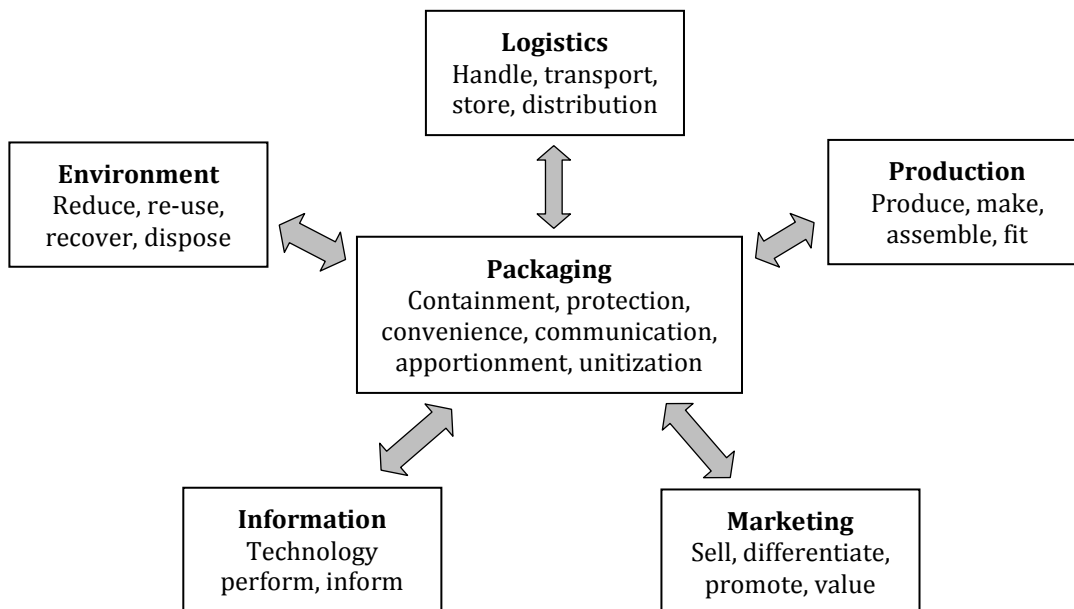 Logistics
Handle, transport,
store, distribution
Environment
Reduce, re-use,
recover, dispose
Production
Produce, make,
assemble, fit
Packaging
Containment, protection,
convenience, communication,
apportionment, unitization
Information
Technology
perform, inform
Marketing
Sell, differentiate,
promote, value